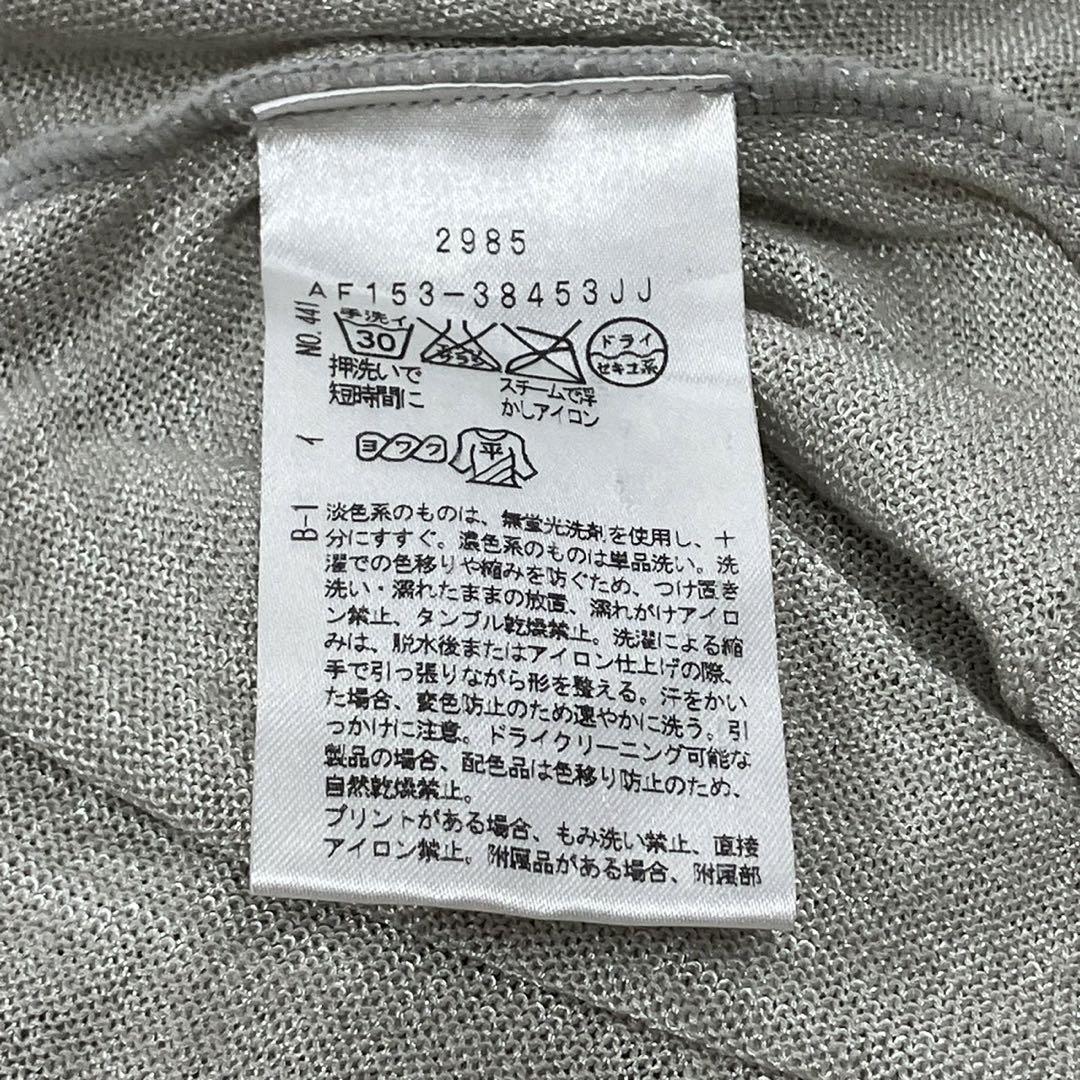 2985
AF153-38453JJ
NO.441
手洗イ
30
エンソ
サラシ
ドライ
セキユ系
押洗いで
短時間に
スチームで浮
かしアイロン
イ
ヨワク
平
B-1
淡色系のものは、無蛍光洗剤を使用し、十
分にすすぐ。濃色系のものは単品洗い。洗
濯での色移りや縮みを防ぐため、つけ置き
洗い・濡れたままの放置、濡れがけアイロ
ン禁止、タンブル乾燥禁止。洗濯による縮
みは、脱水後またはアイロン仕上げの際、
手で引っ張りながら形を整える。汗をかい
た場合、変色防止のため速やかに洗う。引
っかけに注意。ドライクリーニング可能な
製品の場合、配色品は色移り防止のため、
自然乾燥禁止。
プリントがある場合、もみ洗い禁止、直接
アイロン禁止。附属品がある場合、附属部